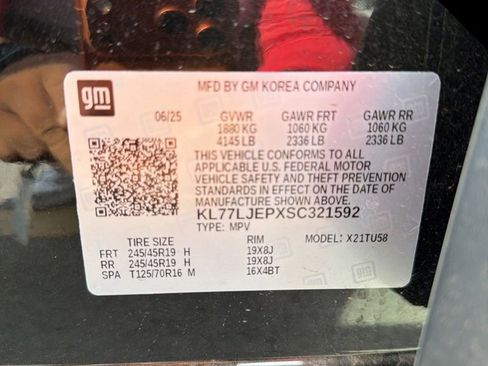 gm
MFD BY GM KOREA COMPANY
06/25 GVWR GAWR FRT GAWR RR
1880 KG 1060 KG 1060 KG
4145 LB 2336 LB 2336 LB
THIS VEHICLE CONFORMS TO ALL
APPLICABLE U.S. FEDERAL MOTOR
VEHICLE SAFETY AND THEFT PREVENTION
STANDARDS IN EFFECT ON THE DATE OF
MANUFACTURE SHOWN ABOVE.
KL77LJEPXSC321592
TYPE: MPV
TIRE SIZE RIM MODEL: X21TU58
FRT 245/45R19 H 19X8J
RR 245/45R19 H 19X8J
SPA T125/70R16 M 16X4BT